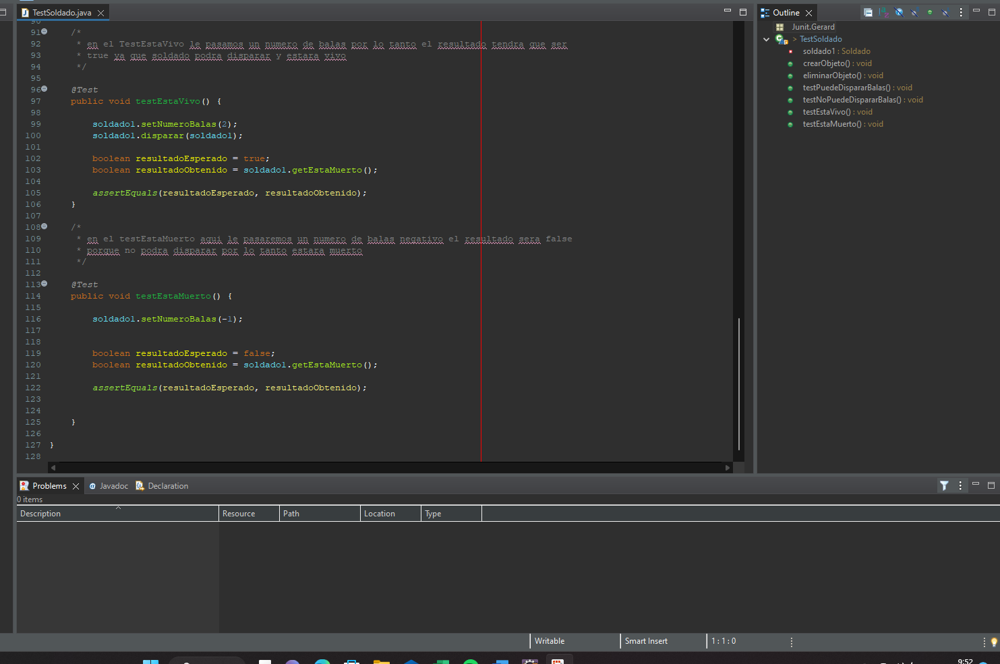 TestSoldado.java
90
91 /*
92 * en el TestEstaVivo le pasamos un numero de balas por lo tanto el resultado tendra que ser
93 * true ya que soldado podra disparar y estara vivo
94 */
95
96 @Test
97 public void testEstaVivo() {
98
99 soldado1.setNumeroBalas(2);
100 soldado1.disparar(soldado1);
101
102 boolean resultadoEsperado = true;
103 boolean resultadoObtenido = soldado1.getEstaMuerto();
104
105 assertEquals(resultadoEsperado, resultadoObtenido);
106 }
107
108 /*
109 * en el testEstaMuerto aqui le pasaremos un numero de balas negativo el resultado sera false
110 * porque no podra disparar por lo tanto estara muerto
111 */
112
113 @Test
114 public void testEstaMuerto() {
115
116 soldado1.setNumeroBalas(-1);
117
118
119 boolean resultadoEsperado = false;
120 boolean resultadoObtenido = soldado1.getEstaMuerto();
121
122 assertEquals(resultadoEsperado, resultadoObtenido);
123
124
125 }
126
127 }
128
Outline
Junit.Gerard
> TestSoldado
soldado1 : Soldado
crearObjeto() : void
eliminarObjeto() : void
testPuedeDispararBalas() : void
testNoPuedeDispararBalas() : void
testEstaVivo() : void
testEstaMuerto() : void
Problems @ Javadoc Declaration
0 items
Description Resource Path Location Type
Writable Smart Insert 1 : 1 : 0
9:52